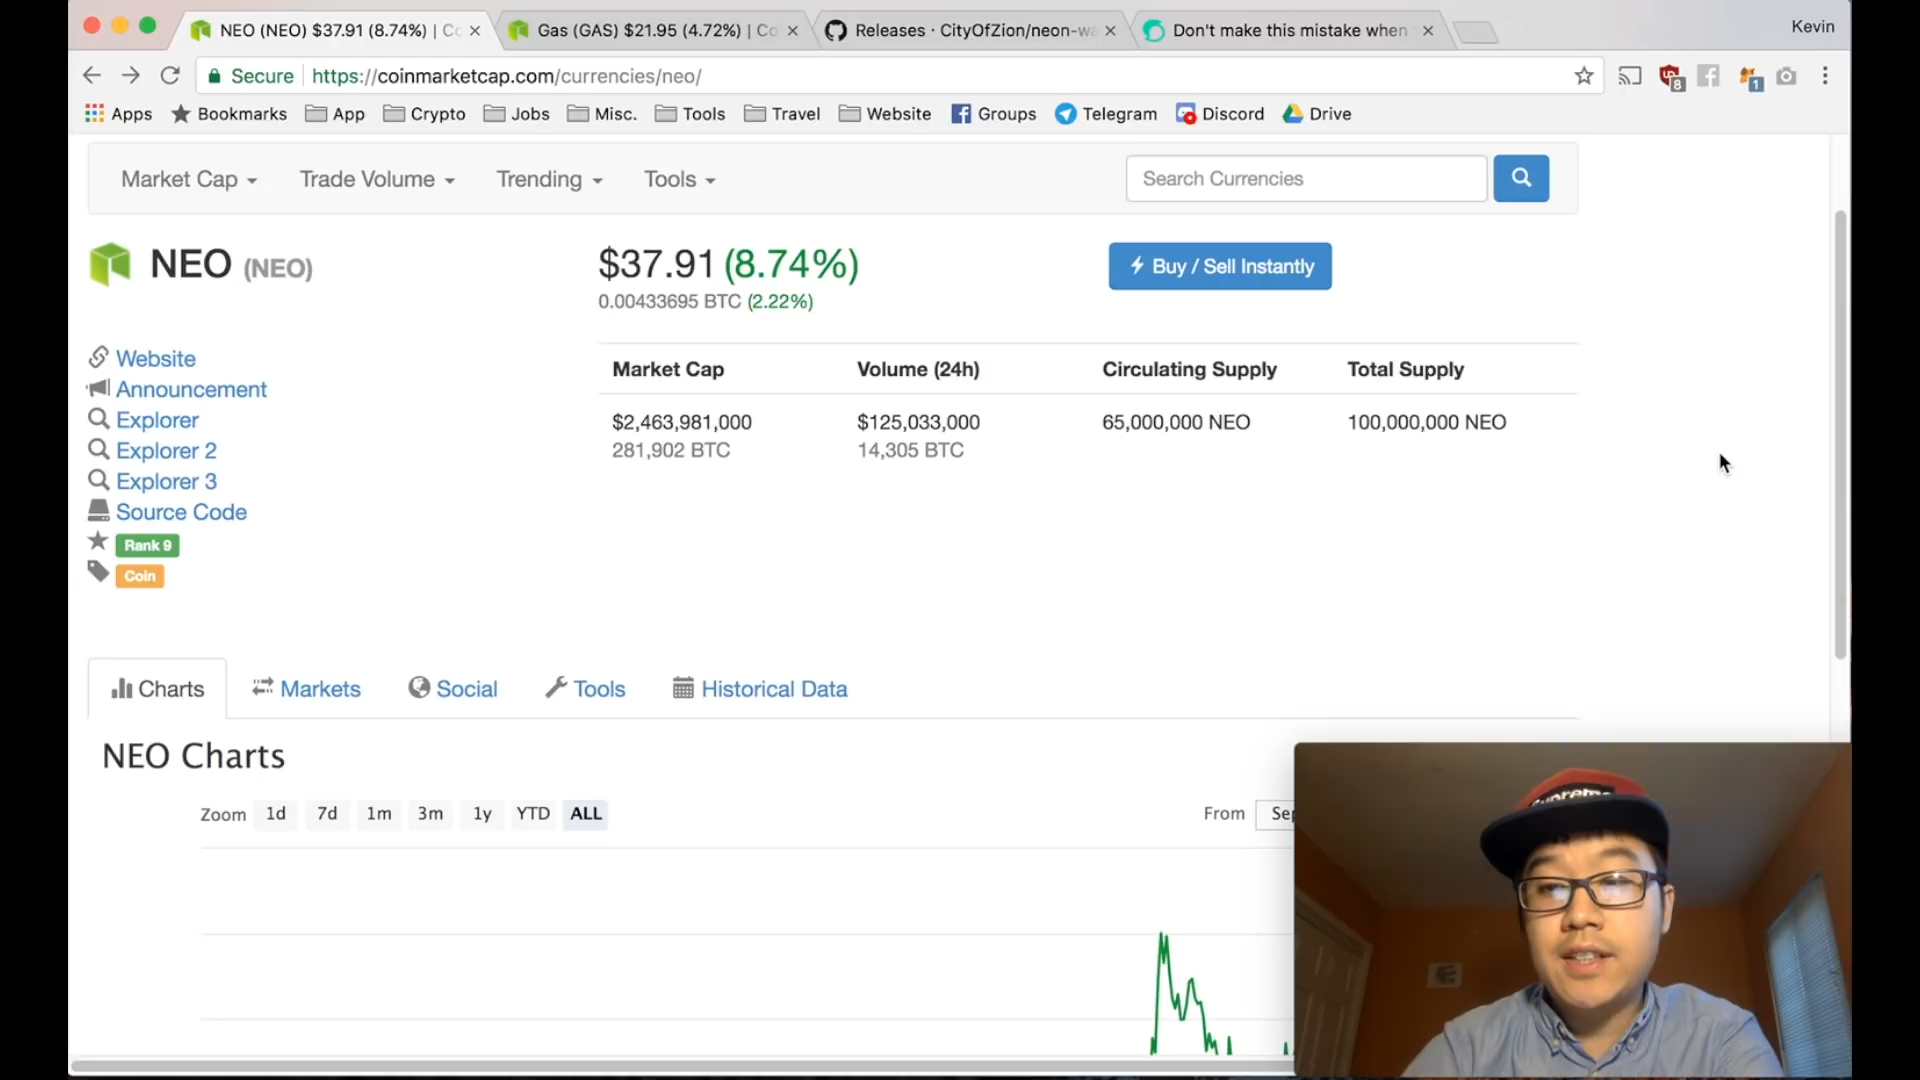 NEO (NEO) $37.91 (8.74%) | Co
Gas (GAS) $21.95 (4.72%) | Co
Releases · CityOfZion/neon-wa
Don't make this mistake when
Kevin
Secure
https://coinmarketcap.com/currencies/neo/
8
1
Apps
Bookmarks
App
Crypto
Jobs
Misc.
Tools
Travel
Website
Groups
Telegram
Discord
Drive
Market Cap
Trade Volume
Trending
Tools
Search Currencies
NEO (NEO)
$37.91 (8.74%)
0.00433695 BTC (2.22%)
Buy / Sell Instantly
Website
Announcement
Explorer
Explorer 2
Explorer 3
Source Code
Rank 9
Coin
Market Cap
Volume (24h)
Circulating Supply
Total Supply
$2,463,981,000
$125,033,000
65,000,000 NEO
100,000,000 NEO
281,902 BTC
14,305 BTC
Charts
Markets
Social
Tools
Historical Data
NEO Charts
Zoom
1d
7d
1m
3m
1y
YTD
ALL
From
Sep
Supreme